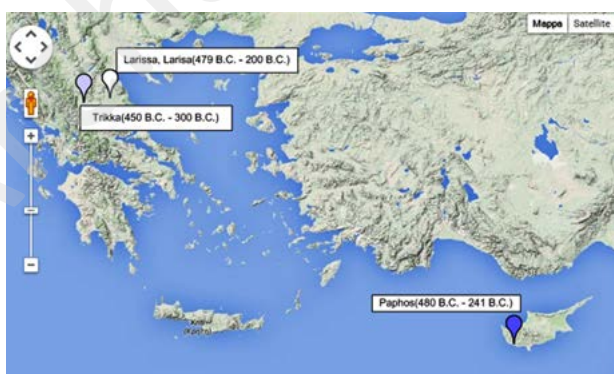 Mappa Satellite
Larissa, Larisa(479 B.C. - 200 B.C.)
Trikka(450 B.C. - 300 B.C.)
Paphos(480 B.C. - 241 B.C.)